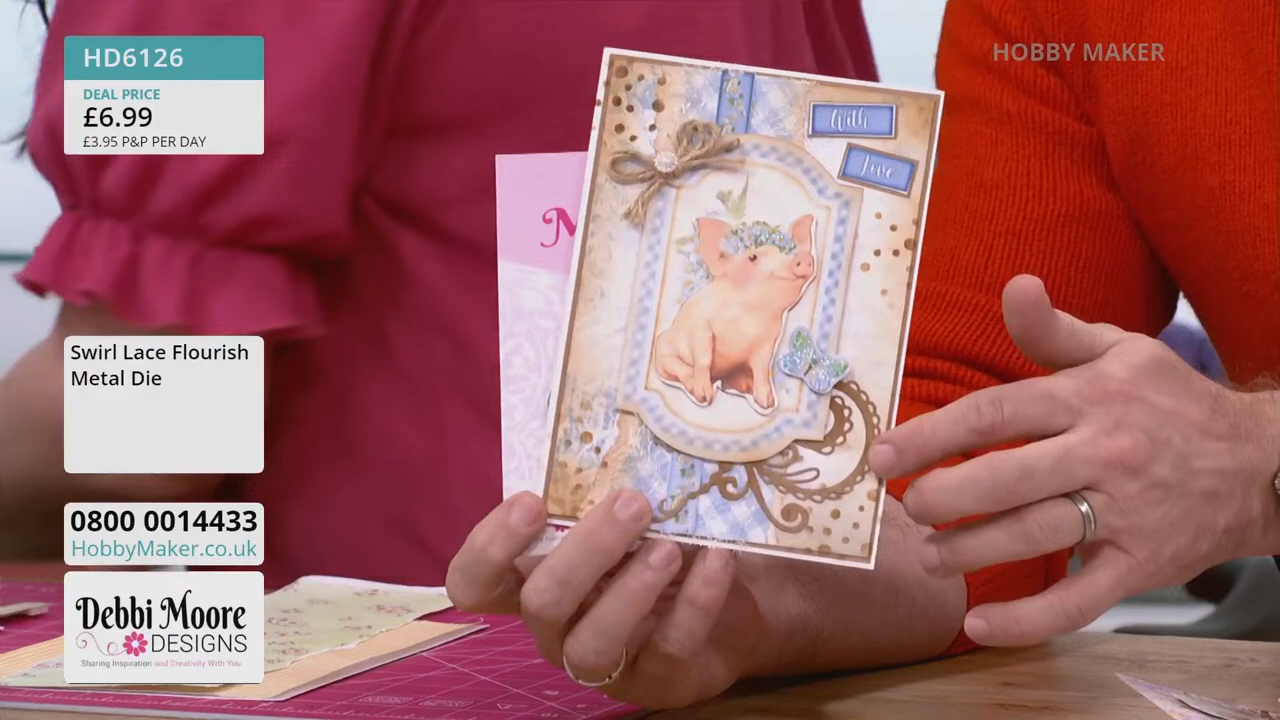 HD6126
DEAL PRICE
£6.99
£3.95 P&P PER DAY
HOBBY MAKER
With
Love
M
Swirl Lace Flourish
Metal Die
0800 0014433
HobbyMaker.co.uk
Debbi Moore
DESIGNS
Sharing Inspiration and Creativity With You